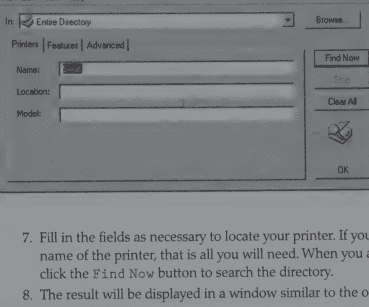 In: Entire Directory Browse...
Printers Features Advanced
Find Now
Name:
Stop
Location:
Clear All
Model:
OK
7. Fill in the fields as necessary to locate your printer. If you
name of the printer, that is all you will need. When you a
click the Find Now button to search the directory.
8. The result will be displayed in a window similar to the o